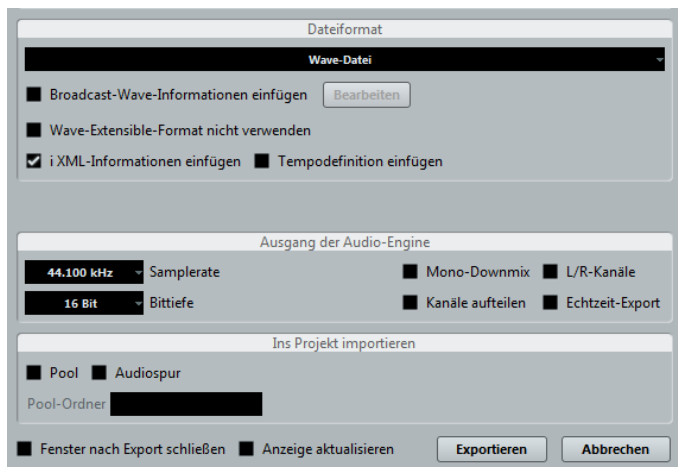 Dateiformat
Wave-Datei
Broadcast-Wave-Informationen einfügen Bearbeiten
Wave-Extensible-Format nicht verwenden
i XML-Informationen einfügen Tempodefinition einfügen
Ausgang der Audio-Engine
44.100 kHz Samplerate Mono-Downmix L/R-Kanäle
16 Bit Bittiefe Kanäle aufteilen Echtzeit-Export
Ins Projekt importieren
Pool Audiospur
Pool-Ordner
Fenster nach Export schließen Anzeige aktualisieren Exportieren Abbrechen